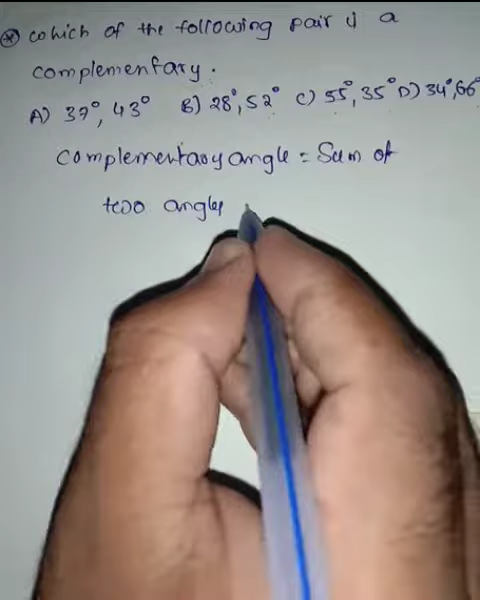 * Which of the following pair is a
complementary.
A) 37°, 43° B) 28°, 52° C) 55°, 35° D) 34°, 66°
Complementary angle = Sum of
two angles